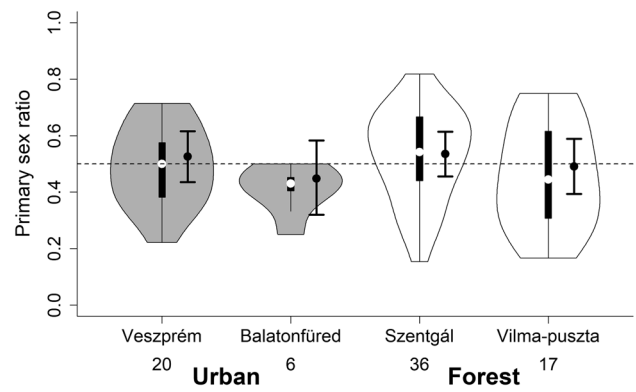 Primary sex ratio
1.0
0.8
0.6
0.4
0.2
0.0
Veszprém Balatonfüred Szentgál Vilma-puszta
20 6 36 17
Urban Forest